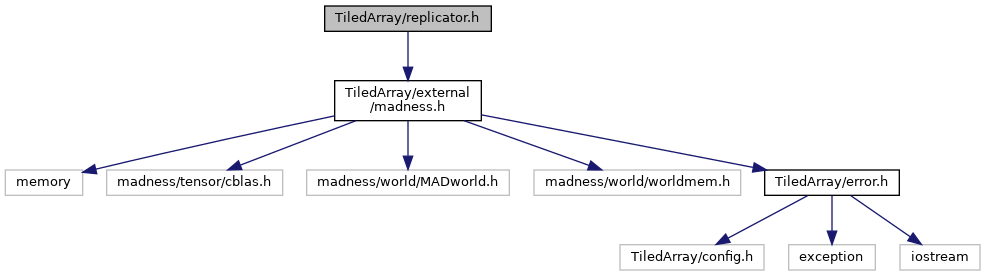 TiledArray/replicator.h
TiledArray/external
/madness.h
memory
madness/tensor/cblas.h
madness/world/MADworld.h
madness/world/worldmem.h
TiledArray/error.h
TiledArray/config.h
exception
iostream